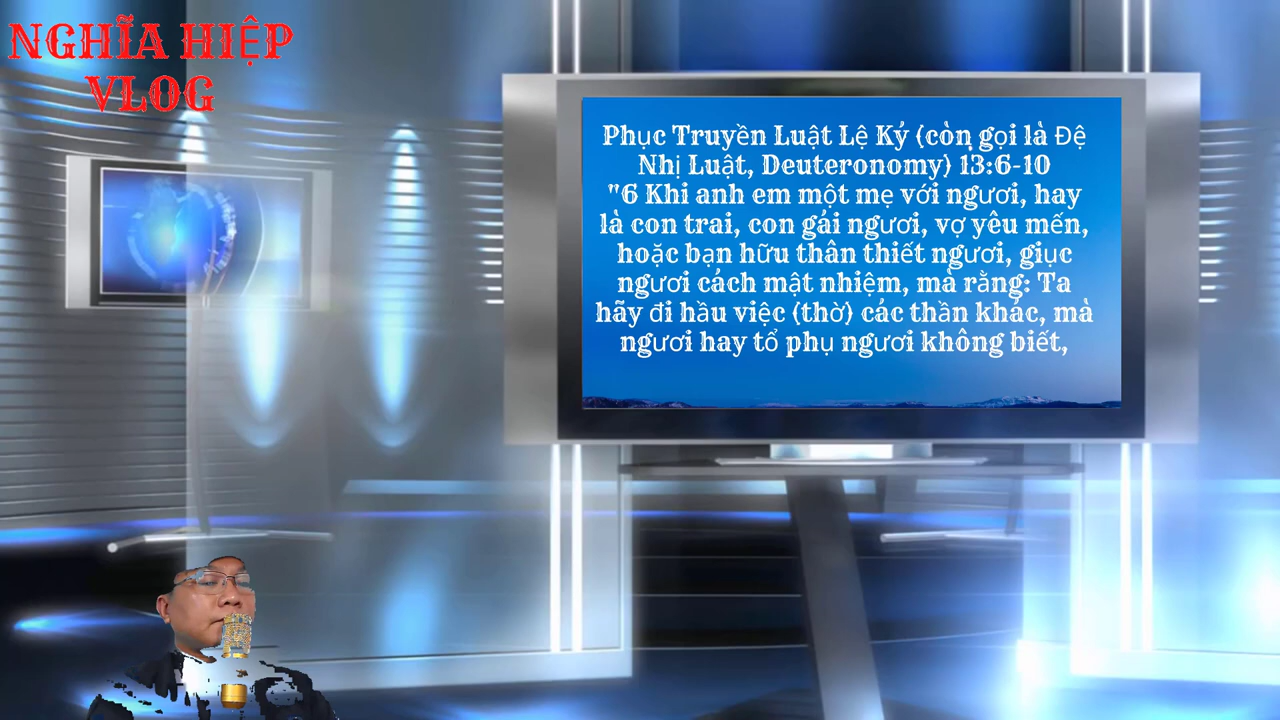 NGHĨA HIỆP
VLOG
Phục Truyền Luật Lệ Ký (còn gọi là Đệ
Nhị Luật, Deuteronomy) 13:6-10
"6 Khi anh em một mẹ với ngươi, hay
là con trai, con gái ngươi, vợ yêu mến,
hoặc bạn hữu thân thiết ngươi, giục
ngươi cách mật nhiệm, mà rằng: Ta
hãy đi hầu việc (thờ) các thần khác, mà
ngươi hay tổ phụ ngươi không biết,